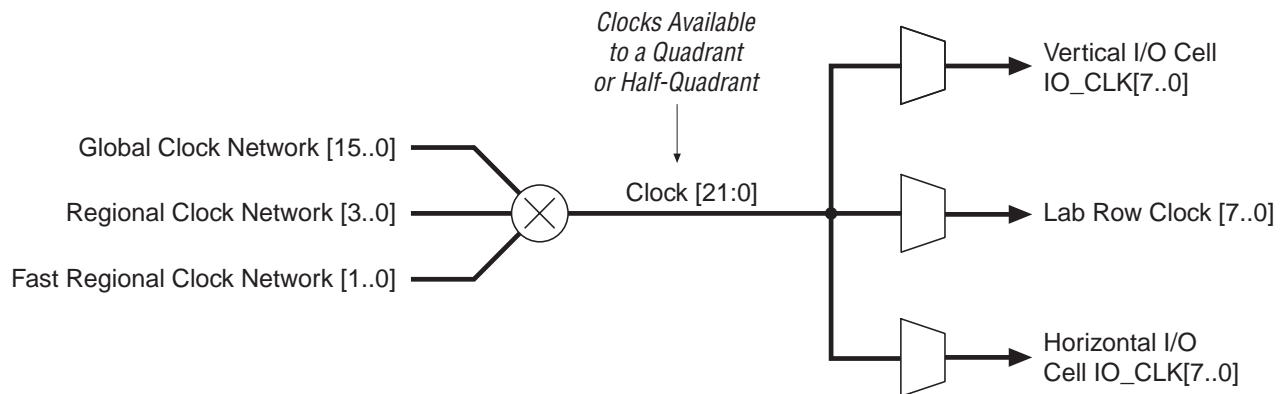 Clocks Available
to a Quadrant
or Half-Quadrant
Vertical I/O Cell
IO_CLK[7..0]
Global Clock Network [15..0]
Clock [21:0]
Regional Clock Network [3..0]
Lab Row Clock [7..0]
Fast Regional Clock Network [1..0]
Horizontal I/O
Cell IO_CLK[7..0]